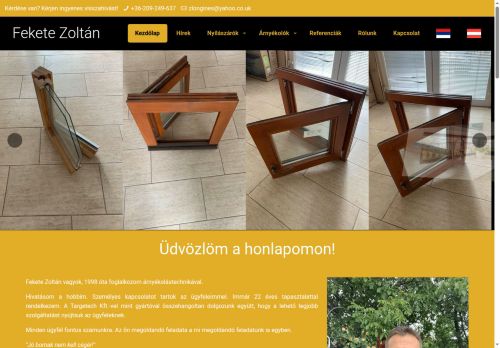 Kérdése van? Kérjen ingyenes visszahívást! +36-209-249-637 zlongines@yahoo.co.uk
Fekete Zoltán
Kezdőlap Hírek Nyílászárók Árnyékolók Referenciák Rólunk Kapcsolat
Üdvözlöm a honlapomon!
Fekete Zoltán vagyok, 1998 óta foglalkozom árnyékolástechnikával.
Hivatásom a hobbim. Személyes kapcsolatot tartok az ügyfeleimmel. Immár 22 éves tapasztalattal
rendelkezem. A Targetech Kft.-vel mint gyártóval összehangoltan dolgozunk együtt, hogy a lehető legjobb
szolgáltatást nyújtsuk az ügyfeleknek.
Minden ügyfél fontos számunkra. Az ön megoldandó feladata a mi megoldandó feladatunk is egyben.
"Jó bornak nem kell cégér!"